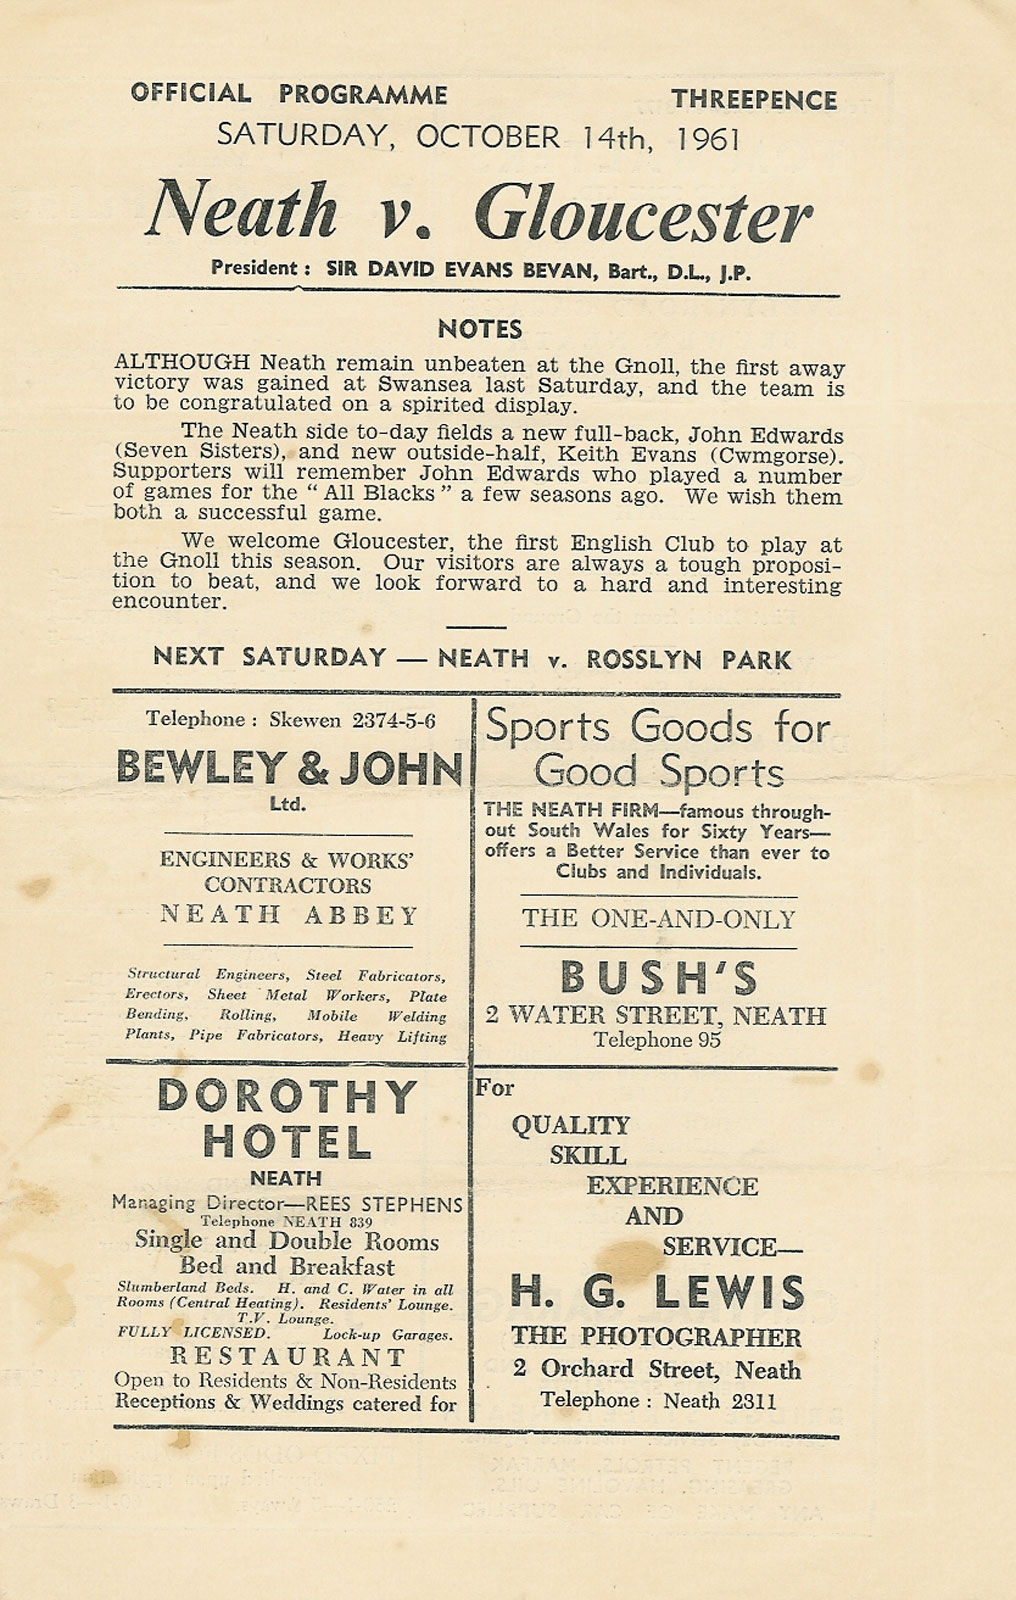 OFFICIAL PROGRAMME THREEPENCE
SATURDAY, OCTOBER 14th, 1961
Neath v. Gloucester
President : SIR DAVID EVANS BEVAN, Bart., D.L., J.P.
NOTES
ALTHOUGH Neath remain unbeaten at the Gnoll, the first away
victory was gained at Swansea last Saturday, and the team is
to be congratulated on a spirited display.
The Neath side to-day fields a new full-back, John Edwards
(Seven Sisters), and new outside-half, Keith Evans (Cwmgorse).
Supporters will remember John Edwards who played a number
of games for the " All Blacks " a few seasons ago. We wish them
both a successful game.
We welcome Gloucester, the first English Club to play at
the Gnoll this season. Our visitors are always a tough proposi-
tion to beat, and we look forward to a hard and interesting
encounter.
NEXT SATURDAY — NEATH v. ROSSLYN PARK
Telephone : Skewen 2374-5-6
BEWLEY & JOHN
Ltd.
ENGINEERS & WORKS'
CONTRACTORS
NEATH ABBEY
Structural Engineers, Steel Fabricators,
Erectors, Sheet Metal Workers, Plate
Bending, Rolling, Mobile Welding
Plants, Pipe Fabricators, Heavy Lifting
Sports Goods for
Good Sports
THE NEATH FIRM—famous through-
out South Wales for Sixty Years—
offers a Better Service than ever to
Clubs and Individuals.
THE ONE-AND-ONLY
BUSH'S
2 WATER STREET, NEATH
Telephone 95
DOROTHY
HOTEL
NEATH
Managing Director—REES STEPHENS
Telephone NEATH 839
Single and Double Rooms
Bed and Breakfast
Slumberland Beds. H. and C. Water in all
Rooms (Central Heating). Residents' Lounge.
T.V. Lounge.
FULLY LICENSED. Lock-up Garages.
RESTAURANT
Open to Residents & Non-Residents
Receptions & Weddings catered for
For
QUALITY
SKILL
EXPERIENCE
AND
SERVICE—
H. G. LEWIS
THE PHOTOGRAPHER
2 Orchard Street, Neath
Telephone : Neath 2311